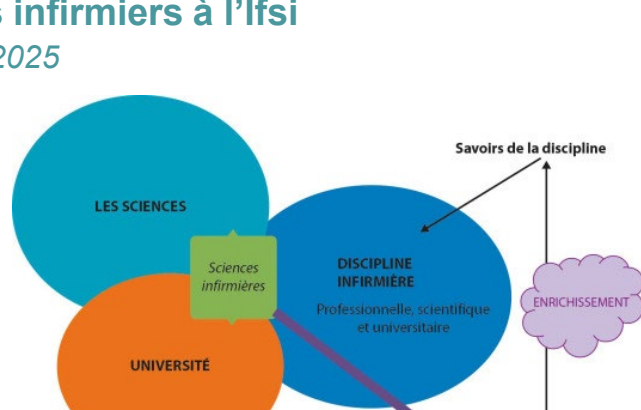 s infirmiers à l'Ifsi
2025
Savoirs de la discipline
LES SCIENCES
Sciences
infirmières
DISCIPLINE
INFIRMIÈRE
Professionnelle, scientifique
et universitaire
ENRICHISSEMENT
UNIVERSITÉ